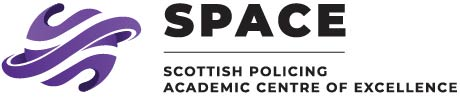 SPACE
SCOTTISH POLICING
ACADEMIC CENTRE OF EXCELLENCE